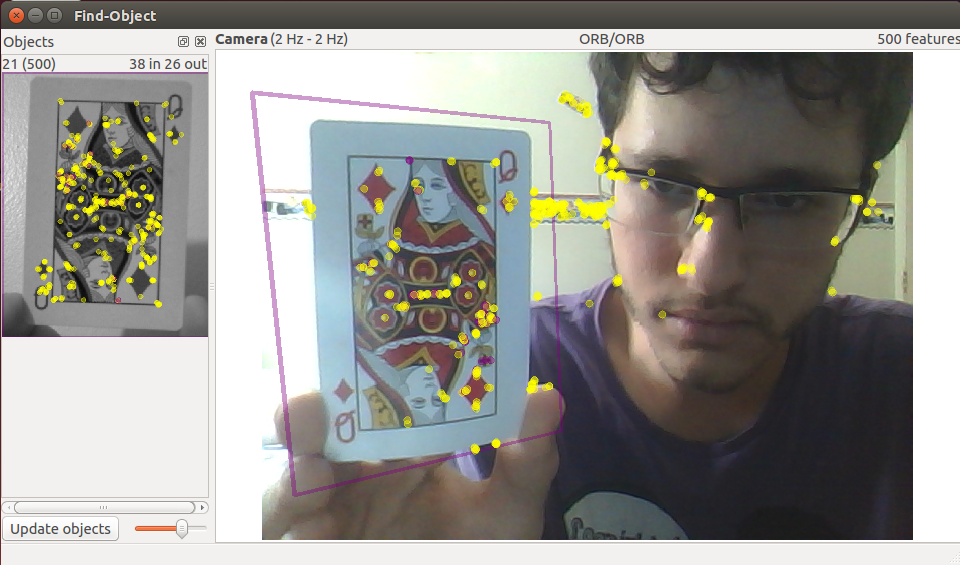 Find-Object
Objects
Camera (2 Hz - 2 Hz)
ORB/ORB
500 features
21 (500)
38 in 26 out
Q
Q
Q
Q
Update objects